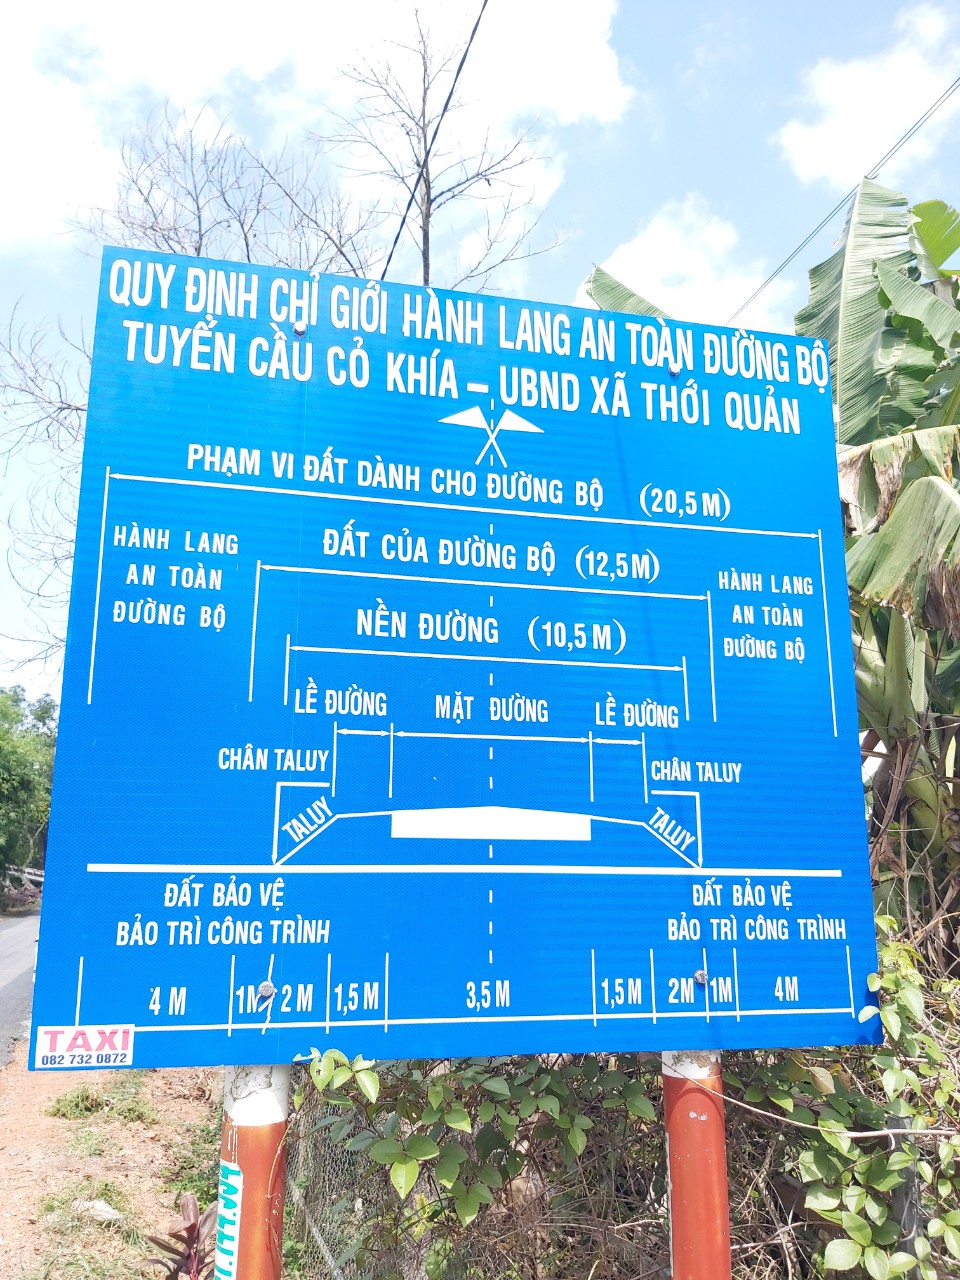 QUY ĐỊNH CHỈ GIỚI HÀNH LANG AN TOÀN ĐƯỜNG BỘ
TUYẾN CẦU CỎ KHÍA – UBND XÃ THỚI QUẢN
PHẠM VI ĐẤT DÀNH CHO ĐƯỜNG BỘ (20,5 M)
HÀNH LANG
AN TOÀN
ĐƯỜNG BỘ
ĐẤT CỦA ĐƯỜNG BỘ (12,5 M)
HÀNH LANG
AN TOÀN
ĐƯỜNG BỘ
NỀN ĐƯỜNG (10,5 M)
LỀ ĐƯỜNG MẶT ĐƯỜNG LỀ ĐƯỜNG
CHÂN TALUY CHÂN TALUY
TALUY TALUY
ĐẤT BẢO VỆ
BẢO TRÌ CÔNG TRÌNH
ĐẤT BẢO VỆ
BẢO TRÌ CÔNG TRÌNH
4 M 1M 2 M 1,5 M 3,5 M 1,5 M 2M 1M 4M
TAXI
082 732 0872